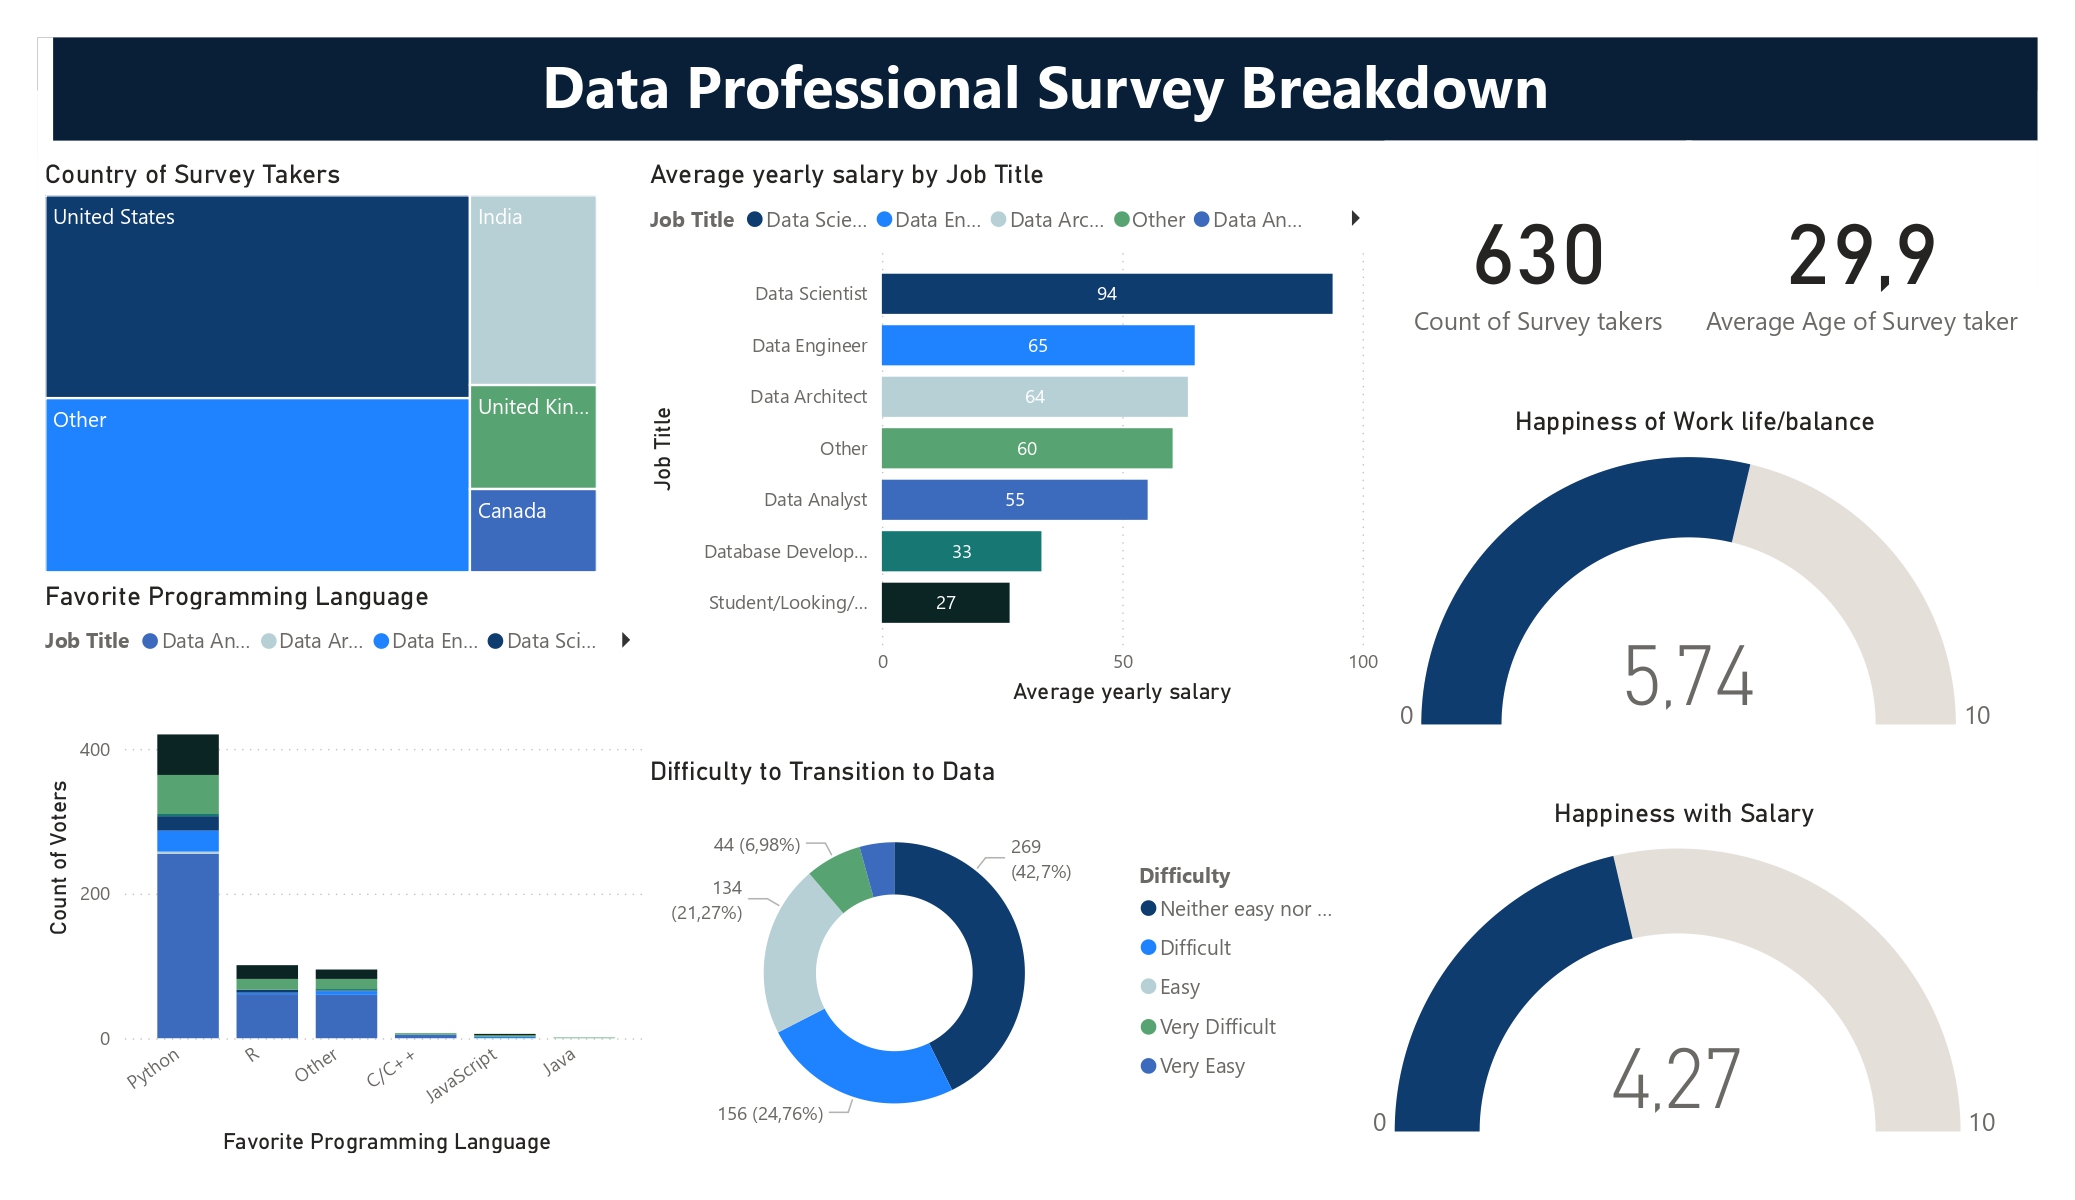 Data Professional Survey Breakdown
Country of Survey Takers
United States
India
Other
United Kin...
Canada
Average yearly salary by Job Title
Job Title Data Scie... Data En... Data Arc... Other Data An...
Job Title
Data Scientist 94
Data Engineer 65
Data Architect 64
Other 60
Data Analyst 55
Database Develop... 33
Student/Looking/... 27
0 50 100
Average yearly salary
630
Count of Survey takers
29,9
Average Age of Survey taker
Happiness of Work life/balance
5,74
0 10
Favorite Programming Language
Job Title Data An... Data Ar... Data En... Data Sci...
Count of Voters
400
200
0
Python R Other C/C++ JavaScript Java
Favorite Programming Language
Difficulty to Transition to Data
44 (6,98%)
269
(42,7%)
134
(21,27%)
156 (24,76%)
Difficulty
Neither easy nor ...
Difficult
Easy
Very Difficult
Very Easy
Happiness with Salary
4,27
0 10